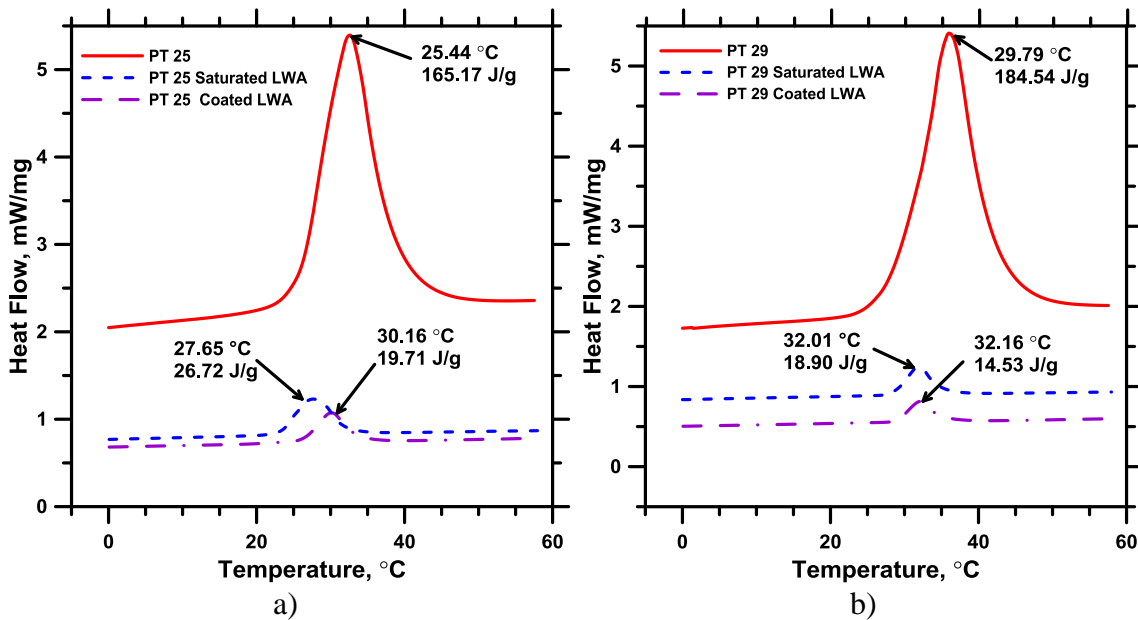 PT 25
PT 25 Saturated LWA
PT 25 Coated LWA
25.44 °C
165.17 J/g
27.65 °C
26.72 J/g
30.16 °C
19.71 J/g
Heat Flow, mW/mg
5
4
3
2
1
0
0
20
40
60
Temperature, °C
a)
PT 29
PT 29 Saturated LWA
PT 29 Coated LWA
29.79 °C
184.54 J/g
32.01 °C
18.90 J/g
32.16 °C
14.53 J/g
Heat Flow, mW/mg
5
4
3
2
1
0
0
20
40
60
Temperature, °C
b)